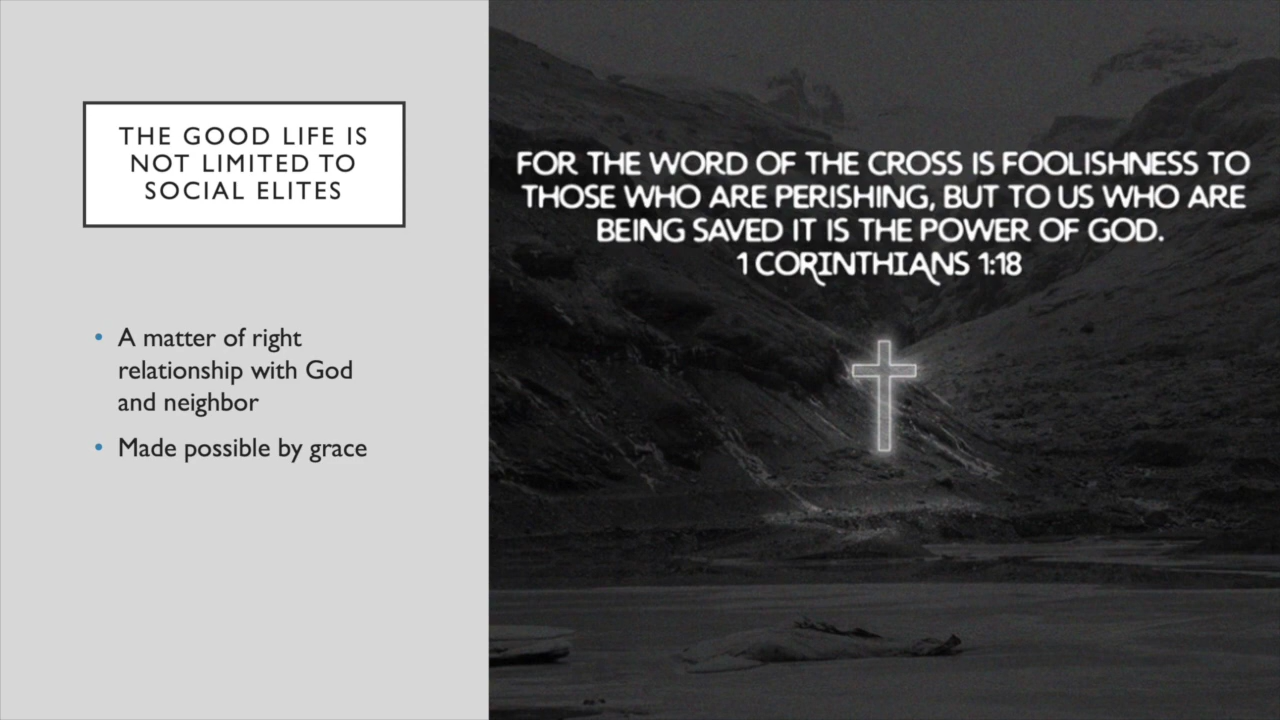 THE GOOD LIFE IS
NOT LIMITED TO
SOCIAL ELITES
• A matter of right
relationship with God
and neighbor
• Made possible by grace
FOR THE WORD OF THE CROSS IS FOOLISHNESS TO
THOSE WHO ARE PERISHING, BUT TO US WHO ARE
BEING SAVED IT IS THE POWER OF GOD.
1 CORINTHIANS 1:18